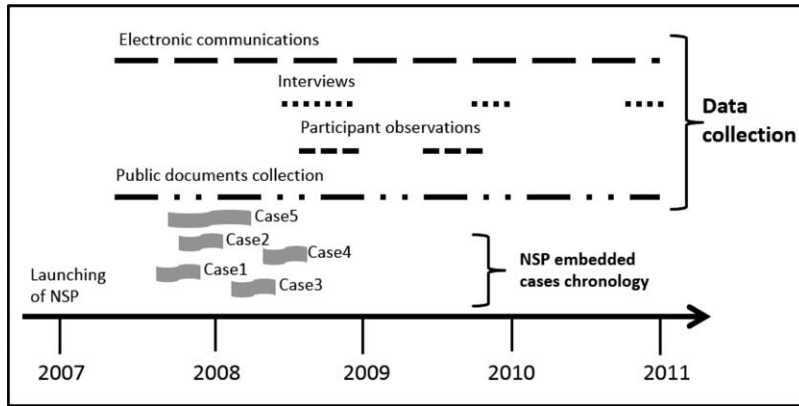 Electronic communications
Interviews
Data
collection
Participant observations
Public documents collection
Case5
Case2
Case4
NSP embedded
cases chronology
Launching
of NSP
Case1
Case3
2007
2008
2009
2010
2011